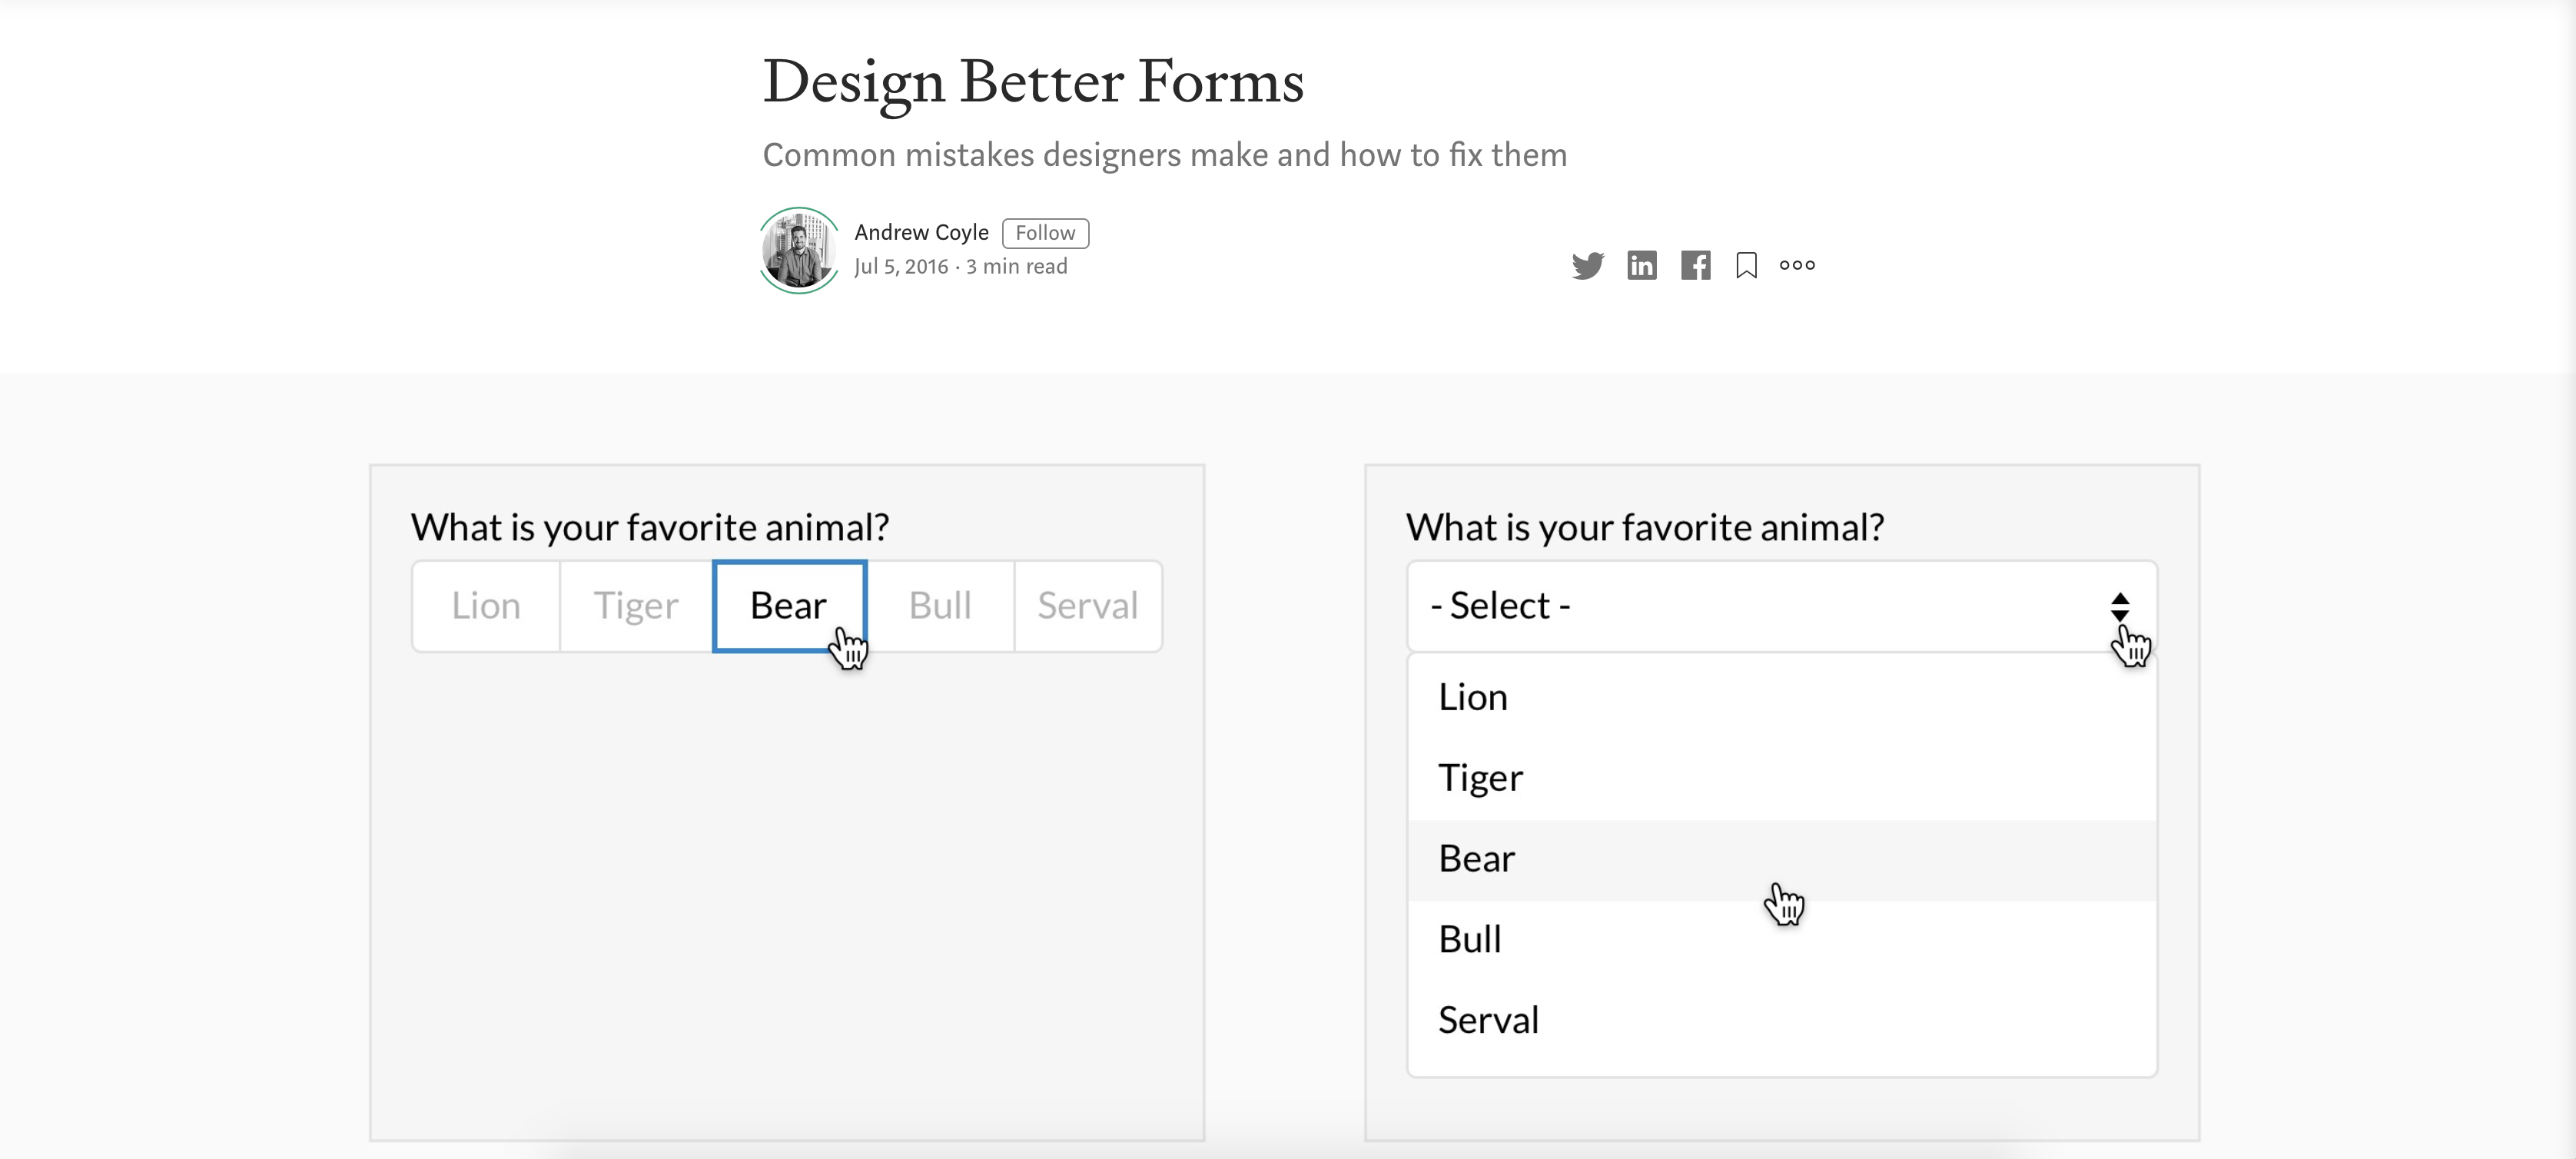 Design Better Forms
Common mistakes designers make and how to fix them
Andrew Coyle Follow
Jul 5, 2016 · 3 min read
What is your favorite animal?
Lion Tiger Bear Bull Serval
What is your favorite animal?
- Select -
Lion
Tiger
Bear
Bull
Serval